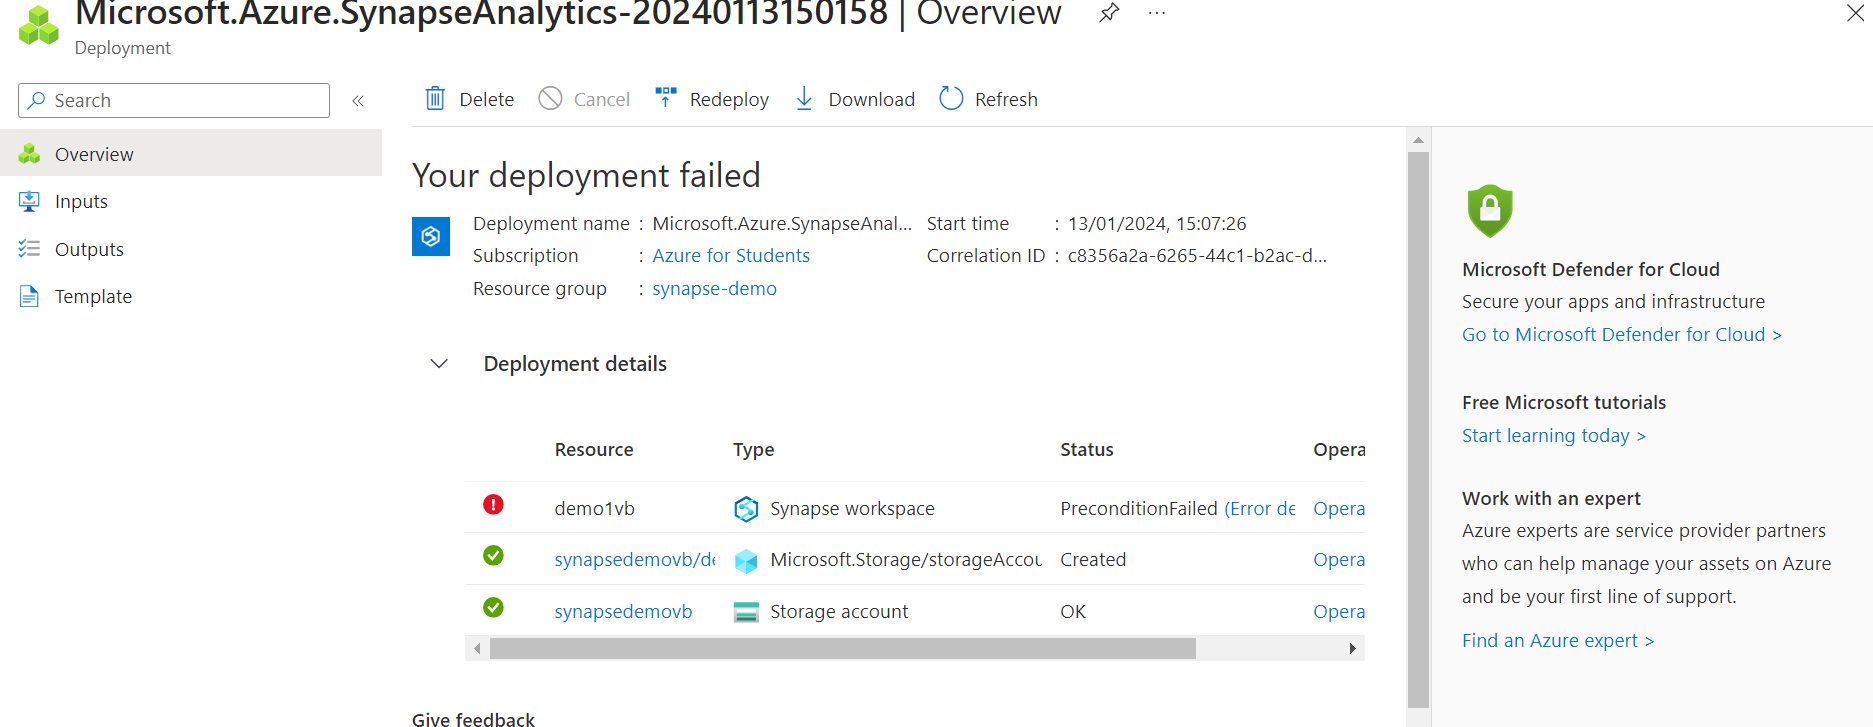 Microsoft.Azure.SynapseAnalytics-20240113150158 | Overview
Deployment
Search
Delete
Cancel
Redeploy
Download
Refresh
Overview
Inputs
Outputs
Template
Your deployment failed
Deployment name : Microsoft.Azure.SynapseAnal...
Start time : 13/01/2024, 15:07:26
Subscription : Azure for Students
Correlation ID : c8356a2a-6265-44c1-b2ac-d...
Resource group : synapse-demo
Deployment details
Resource Type Status Opera
demo1vb Synapse workspace PreconditionFailed (Error de Opera
synapsedemovb/de Microsoft.Storage/storageAccou Created Opera
synapsedemovb Storage account OK Opera
Give feedback
Microsoft Defender for Cloud
Secure your apps and infrastructure
Go to Microsoft Defender for Cloud >
Free Microsoft tutorials
Start learning today >
Work with an expert
Azure experts are service provider partners
who can help manage your assets on Azure
and be your first line of support.
Find an Azure expert >